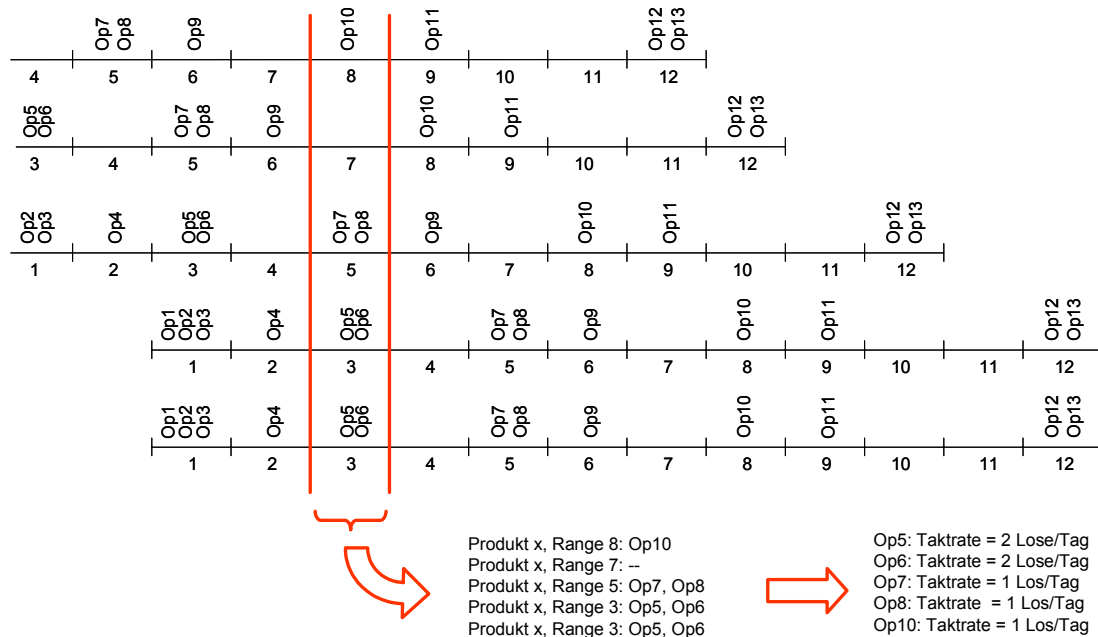 Op7 Op8 Op9 Op10 Op11 Op12 Op13
4 5 6 7 8 9 10 11 12
Op5 Op6 Op7 Op8 Op9 Op10 Op11 Op12 Op13
3 4 5 6 7 8 9 10 11 12
Op2 Op3 Op4 Op5 Op6 Op7 Op8 Op9 Op10 Op11 Op12 Op13
1 2 3 4 5 6 7 8 9 10 11 12
Op1 Op2 Op3 Op4 Op5 Op6 Op7 Op8 Op9 Op10 Op11 Op12 Op13
1 2 3 4 5 6 7 8 9 10 11 12
Op1 Op2 Op3 Op4 Op5 Op6 Op7 Op8 Op9 Op10 Op11 Op12 Op13
1 2 3 4 5 6 7 8 9 10 11 12
Produkt x, Range 8: Op10
Produkt x, Range 7: --
Produkt x, Range 5: Op7, Op8
Produkt x, Range 3: Op5, Op6
Produkt x, Range 3: Op5, Op6
Op5: Taktrate = 2 Lose/Tag
Op6: Taktrate = 2 Lose/Tag
Op7: Taktrate = 1 Los/Tag
Op8: Taktrate = 1 Los/Tag
Op10: Taktrate = 1 Los/Tag